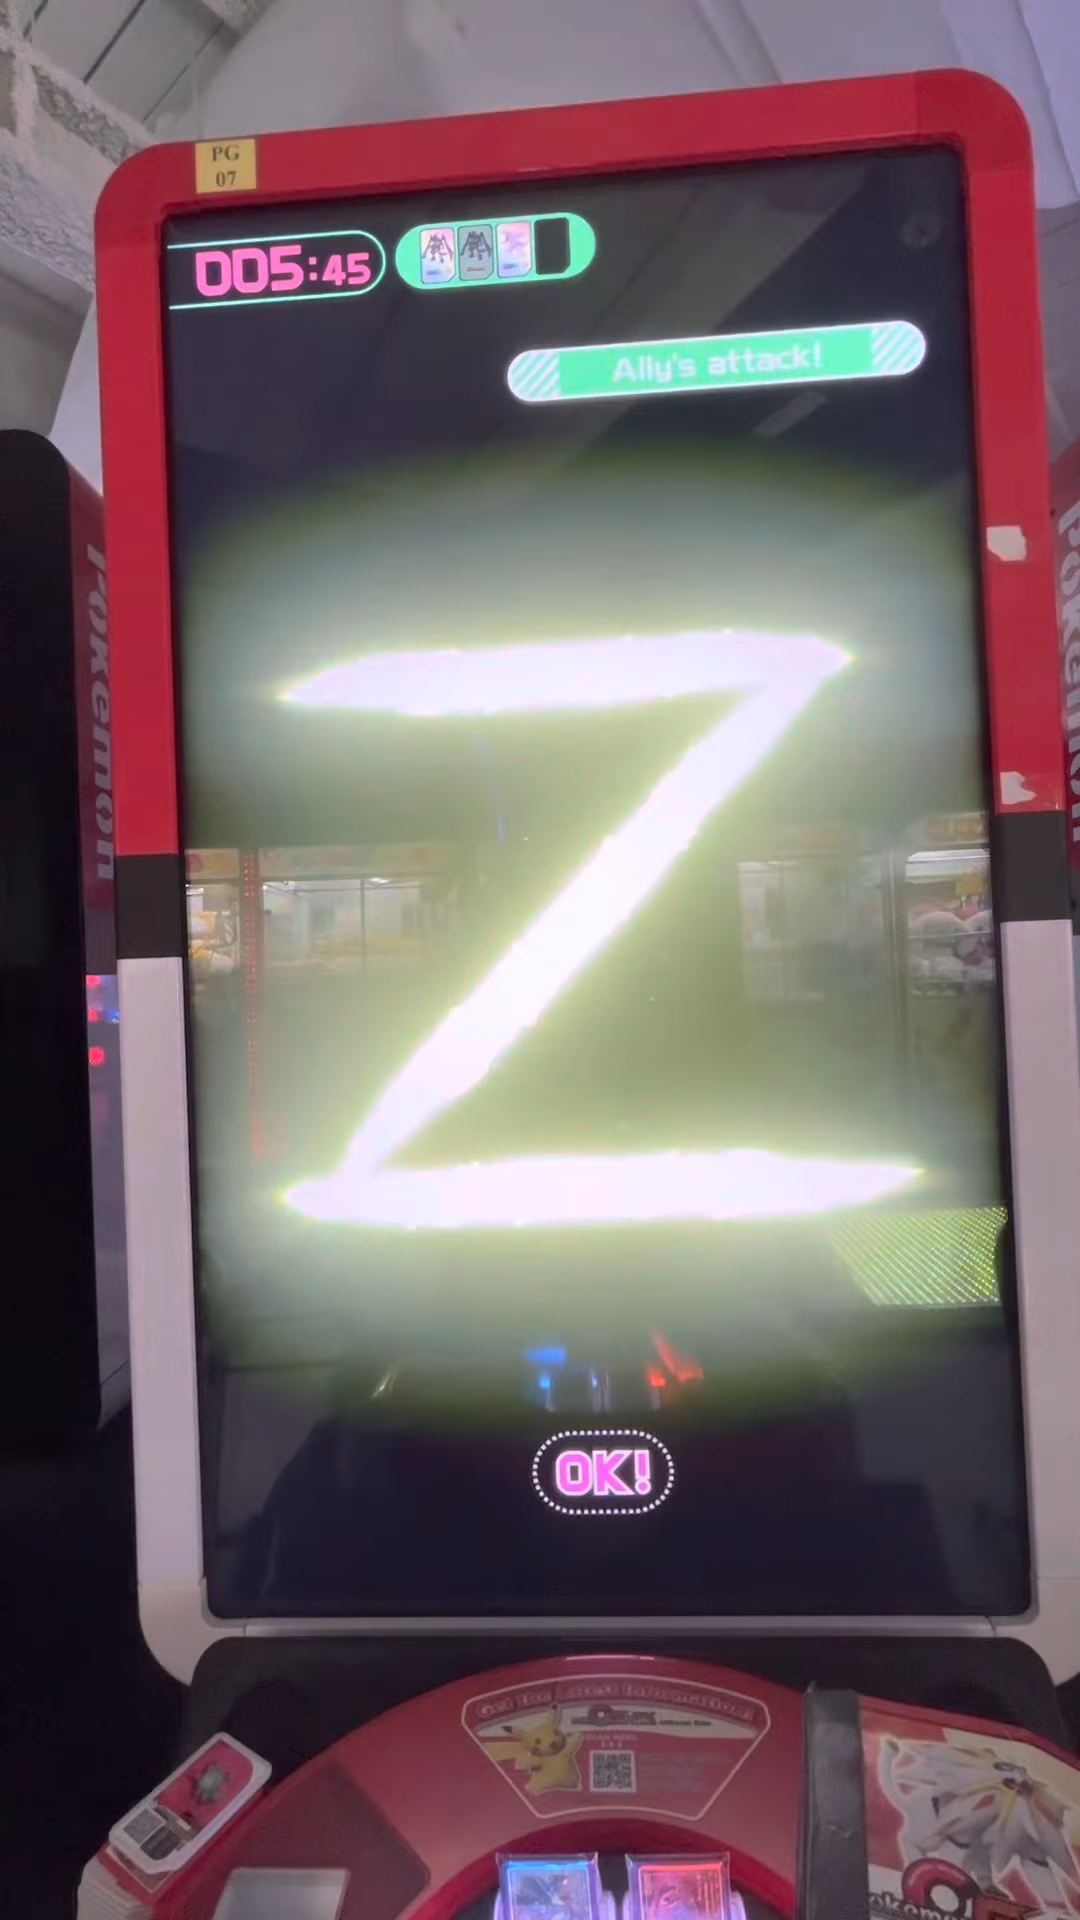 PG
07
005:45
Ally's attack!
Pokémon
Pokémon
Z
OK!
Get the Latest Information!